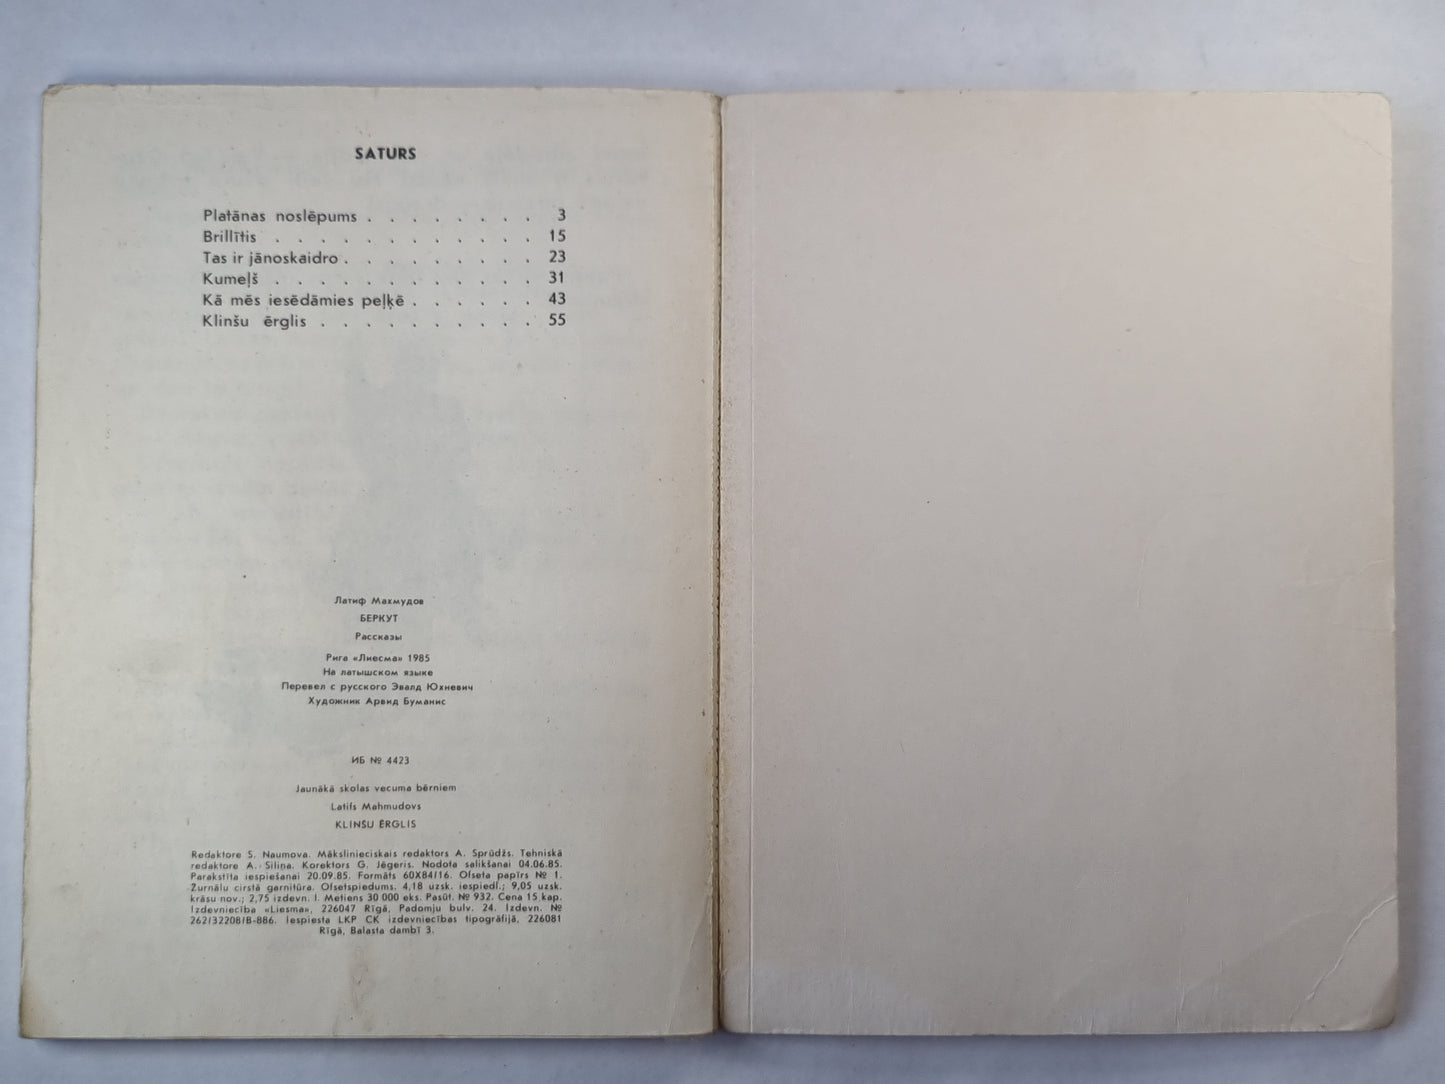 SATURS
Platānas noslēpums . . . . . . . . 3
Brillītis . . . . . . . . . . . . 15
Tas ir jānoskaidro . . . . . . . . . 23
Kumeļš . . . . . . . . . . . . 31
Kā mēs iesēdāmies peļķē . . . . . . 43
Klinšu ērglis . . . . . . . . . . 55
Латиф Махмудов
БЕРКУТ
Рассказы
Рига «Лиесма» 1985
На латышском языке
Перевел с русского Эвалд Юхневич
Художник Арвид Буманис
ИБ № 4423
Jaunākā skolas vecuma bērniem
Latifs Mahmudovs
KLINŠU ĒRGLIS
Redaktore S. Naumova. Mākslinieciskais redaktors A. Sprūdžs. Tehniskā
redaktore A. Siliņa. Korektors G. Jēgeris. Nodota salikšanai 04.06.85.
Parakstīta iespiešanai 20.09.85. Formāts 60X84/16. Ofseta papīrs № 1.
Žurnālu cirstā garnitūra. Ofsetspiedums. 4,18 uzsk. iespiedl.; 9,05 uzsk.
krāsu nov.; 2,75 izdevn. l. Metiens 30 000 eks. Pasūt. № 932. Cena 15 kap.
Izdevniecība «Liesma», 226047 Rīgā, Padomju bulv. 24. Izdevn. №
262/32208/B-886. Iespiesta LKP CK izdevniecības tipogrāfijā, 226081
Rīgā, Balasta dambī 3.